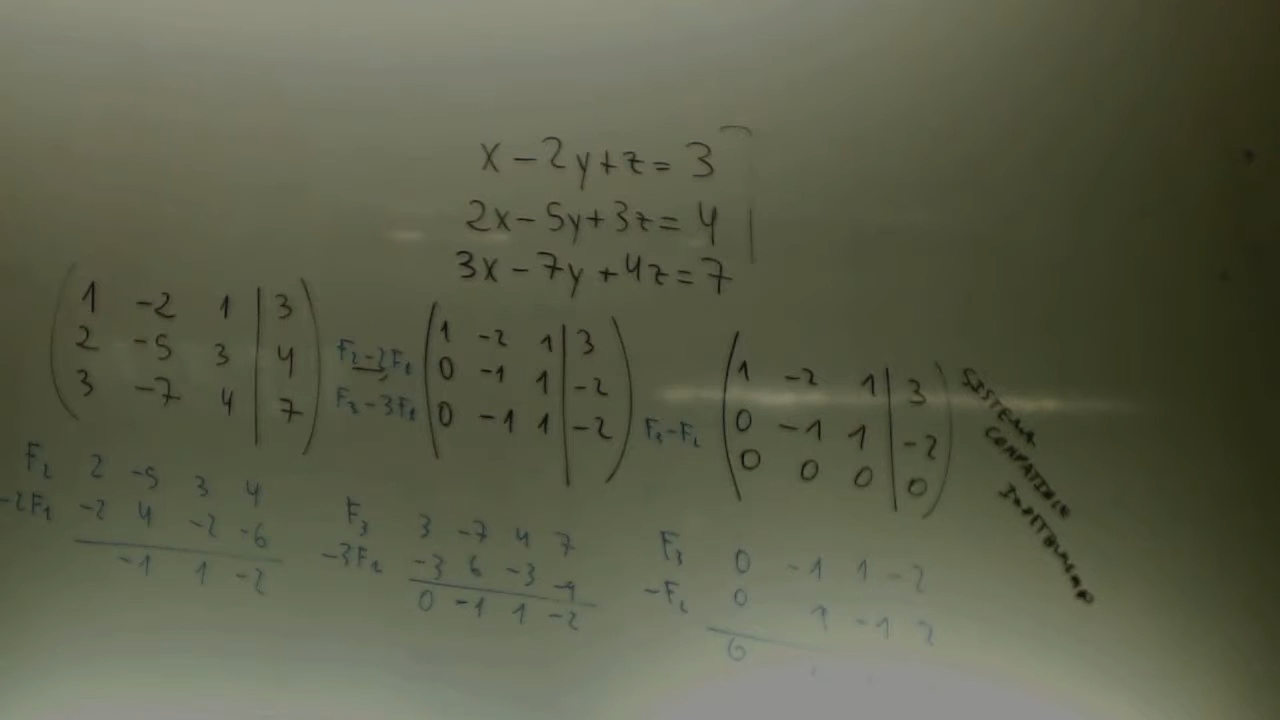 x - 2y + z = 3
2x - 5y + 3z = 4
3x - 7y + 4z = 7
1 -2 1 | 3
2 -5 3 | 4
3 -7 4 | 7
F2 - 2F1
F3 - 3F1
1 -2 1 | 3
0 -1 1 | -2
0 -1 1 | -2
F3 - F2
1 -2 1 | 3
0 -1 1 | -2
0 0 0 | 0
SISTEMA
COMPATIBLE
F2 2 -5 3 4
-2F1 -2 4 -2 -6
-1 1 -2
F3 3 -7 4 7
-3F1 -3 6 -3 -9
0 -1 1 -2
F3 0 -1 1 -2
-F2 0 1 -1 2
0